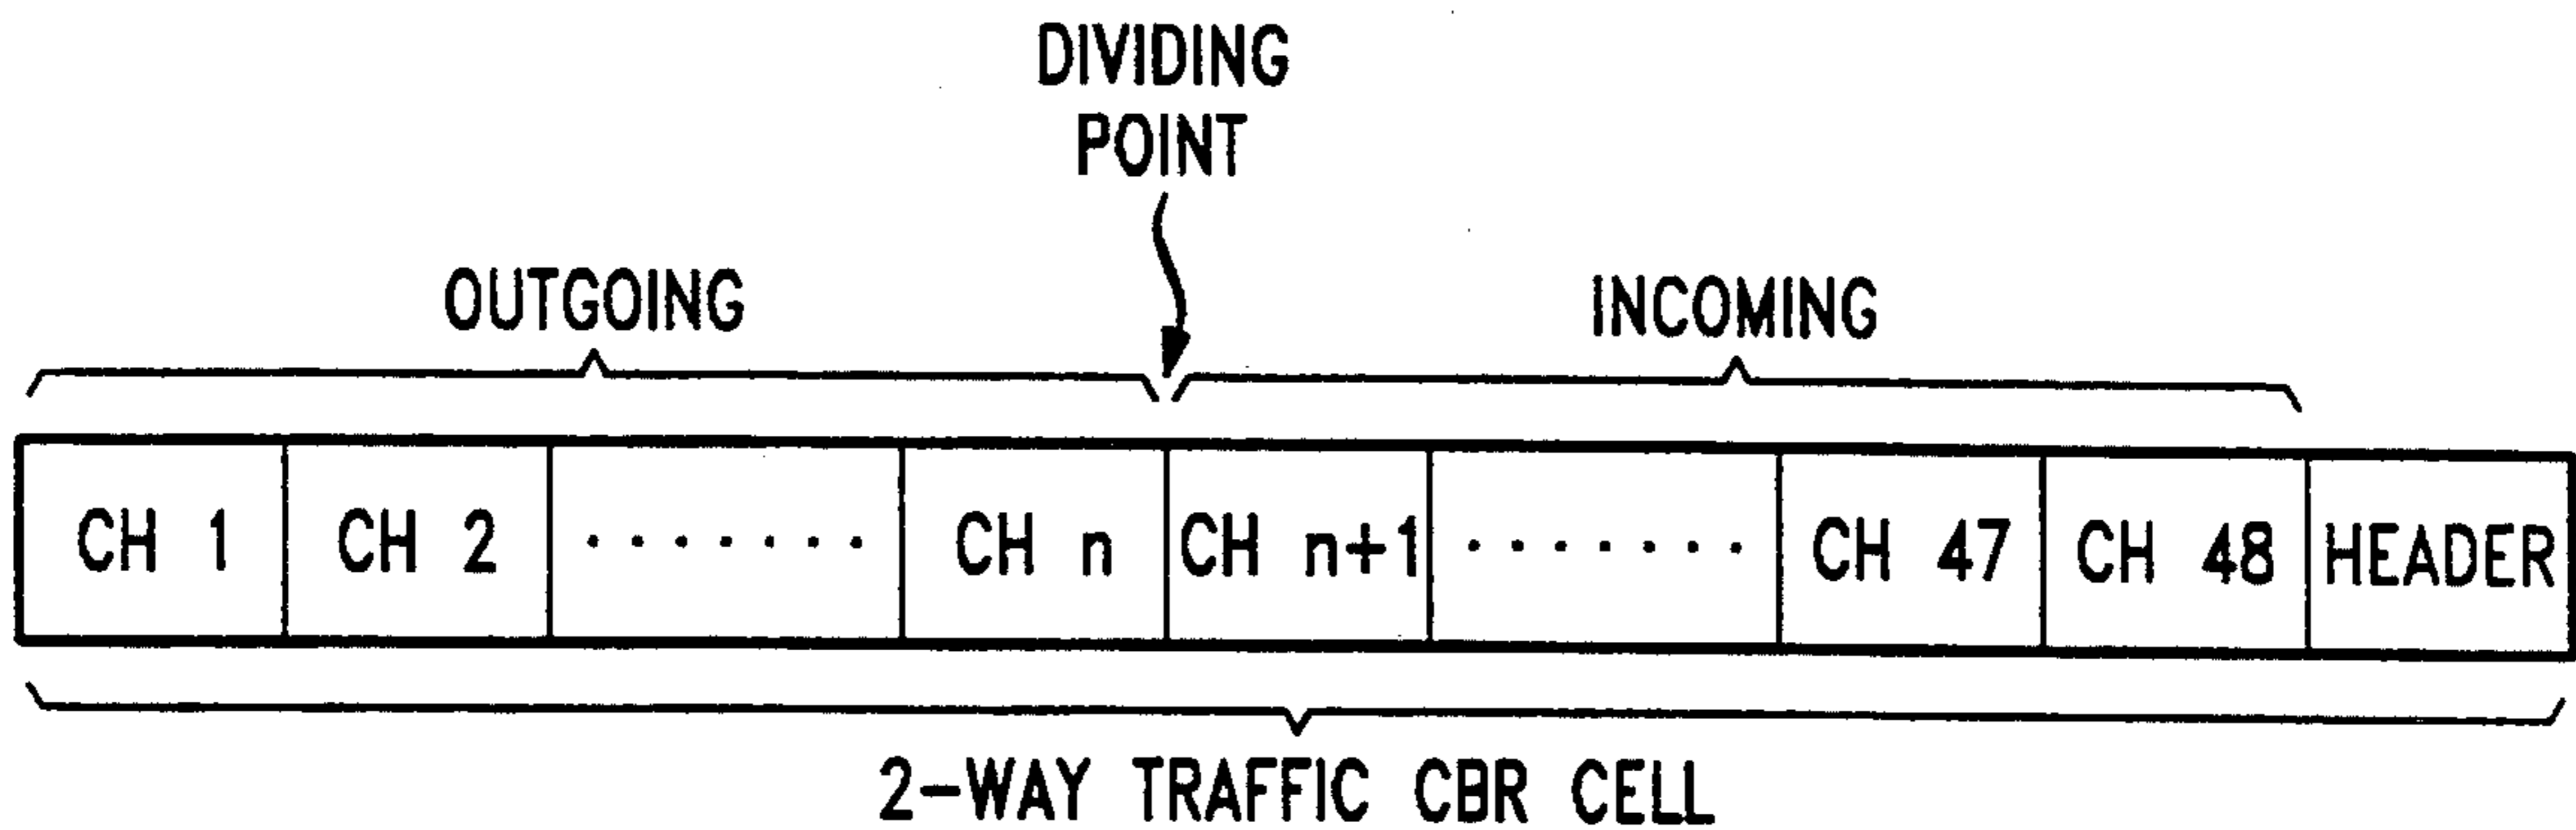 DIVIDING
POINT
OUTGOING
INCOMING
CH 1 CH 2 ······· CH n CH n+1 ······· CH 47 CH 48 HEADER
2-WAY TRAFFIC CBR CELL